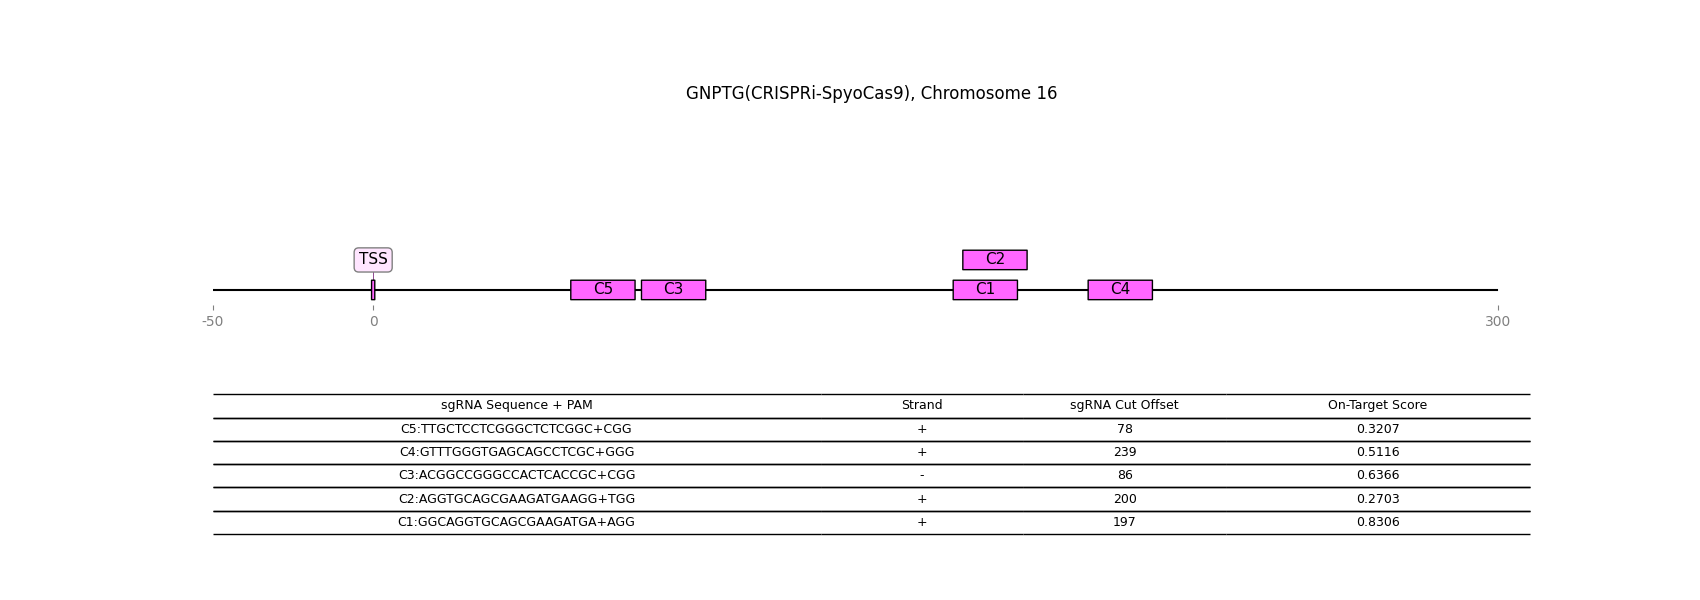 GNPTG(CRISPRi-SpyoCas9), Chromosome 16
TSS
C2
C5 C3 C1 C4
-50 0 300
sgRNA Sequence + PAM Strand sgRNA Cut Offset On-Target Score
C5:TTGCTCCTCGGGCTCTCGGC+CGG + 78 0.3207
C4:GTTTGGGTGAGCAGCCTCGC+GGG + 239 0.5116
C3:ACGGCCGGGCCACTCACCGC+CGG - 86 0.6366
C2:AGGTGCAGCGAAGATGAAGG+TGG + 200 0.2703
C1:GGCAGGTGCAGCGAAGATGA+AGG + 197 0.8306